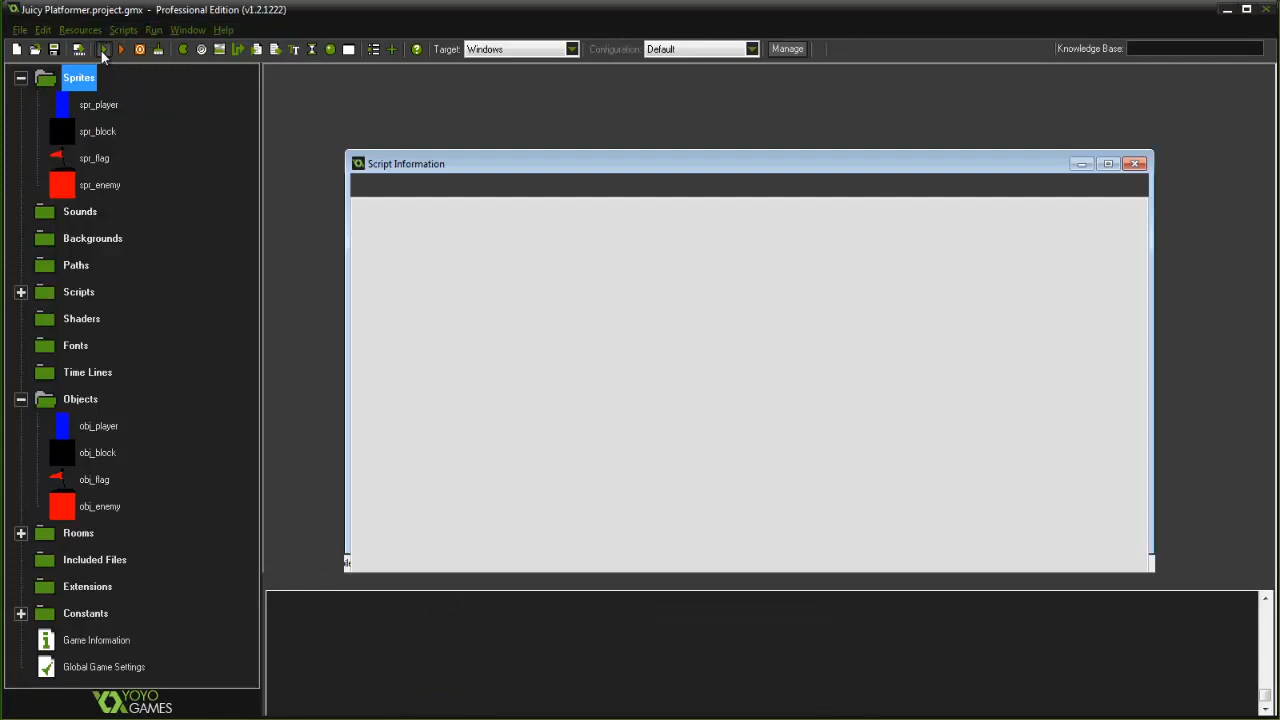 Juicy Platformer.project.gmx - Professional Edition (v1.2.1222)
File Edit Resources Scripts Run Window Help
Target: Windows Configuration: Default Manage Knowledge Base:
Sprites
spr_player
spr_block
spr_flag
spr_enemy
Sounds
Backgrounds
Paths
Scripts
Shaders
Fonts
Time Lines
Objects
obj_player
obj_block
obj_flag
obj_enemy
Rooms
Included Files
Extensions
Constants
Game Information
Global Game Settings
YOYO
GAMES
Script Information